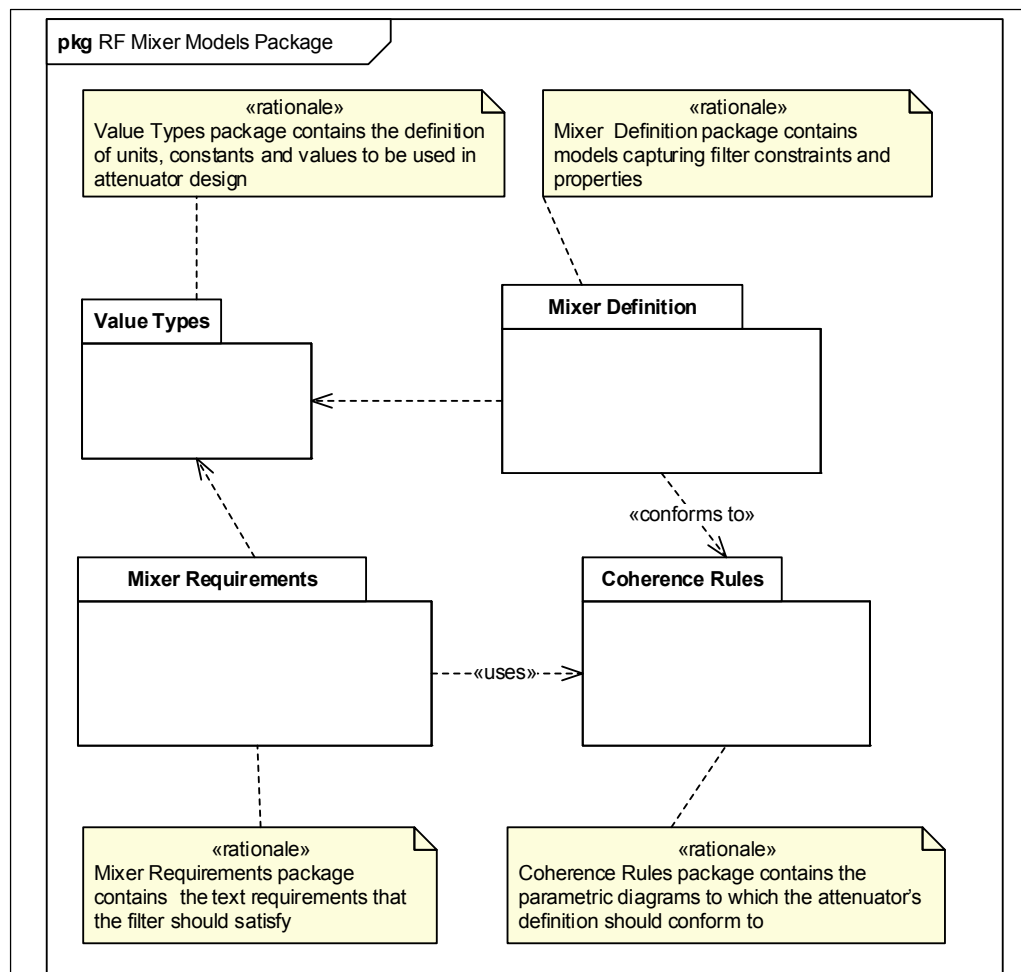 pkg RF Mixer Models Package
«rationale»
Value Types package contains the definition
of units, constants and values to be used in
attenuator design
«rationale»
Mixer Definition package contains
models capturing filter constraints and
properties
Value Types
Mixer Definition
«conforms to»
Mixer Requirements
Coherence Rules
«uses»
«rationale»
Mixer Requirements package
contains the text requirements that
the filter should satisfy
«rationale»
Coherence Rules package contains the
parametric diagrams to which the attenuator's
definition should conform to